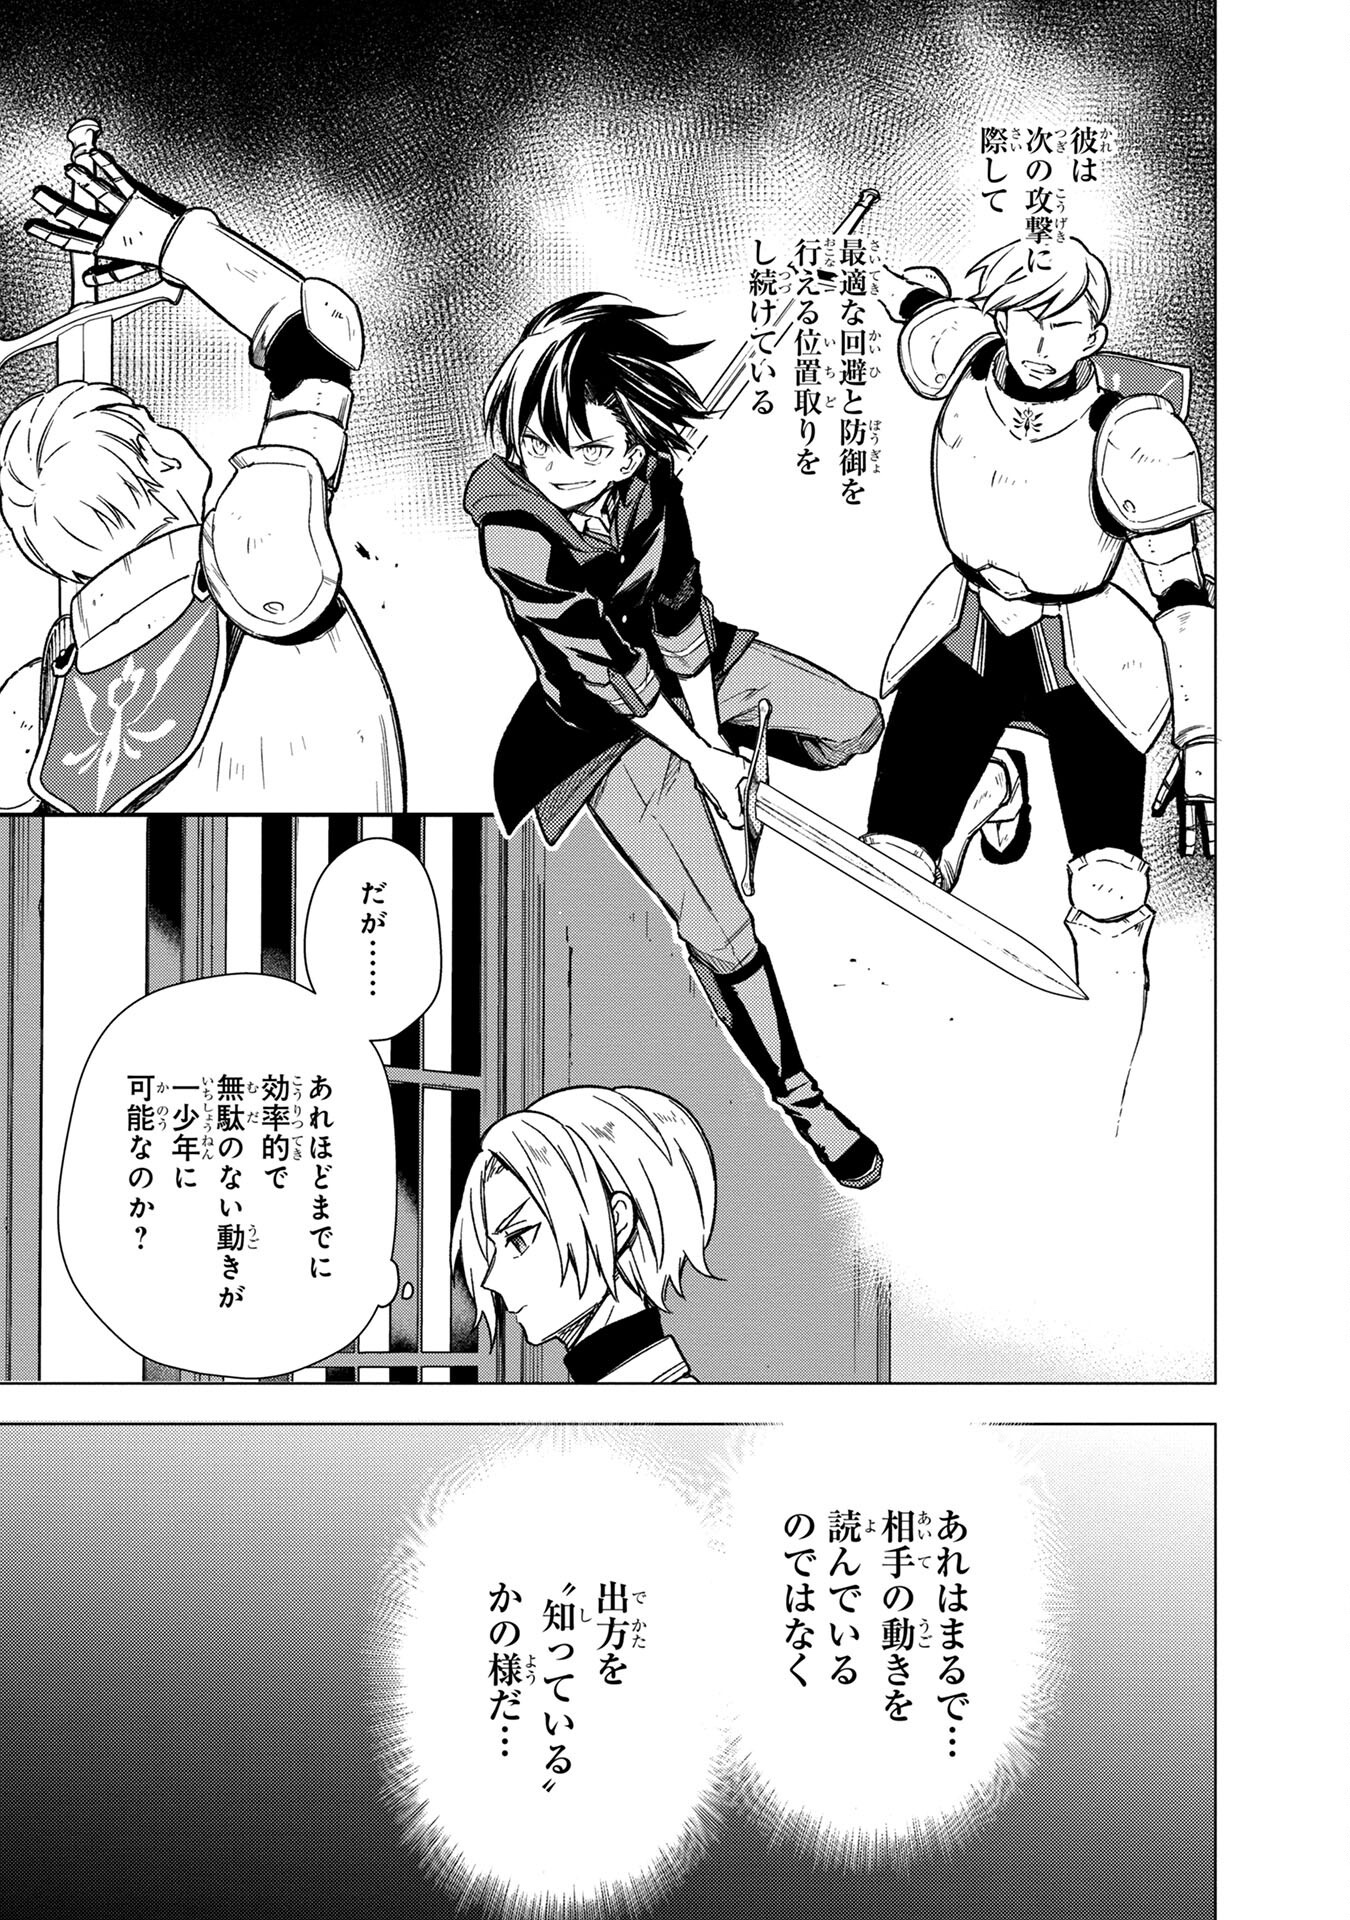 彼は
次の攻撃に
際して
最適な回避と防御を
行える位置取りを
し続けている
だが……
あれほどまでに
効率的で
無駄のない動きが
一少年に
可能なのか？
あれはまるで…
相手の動きを
読んでいる
のではなく
出方を
〝知っている〟
かの様だ…